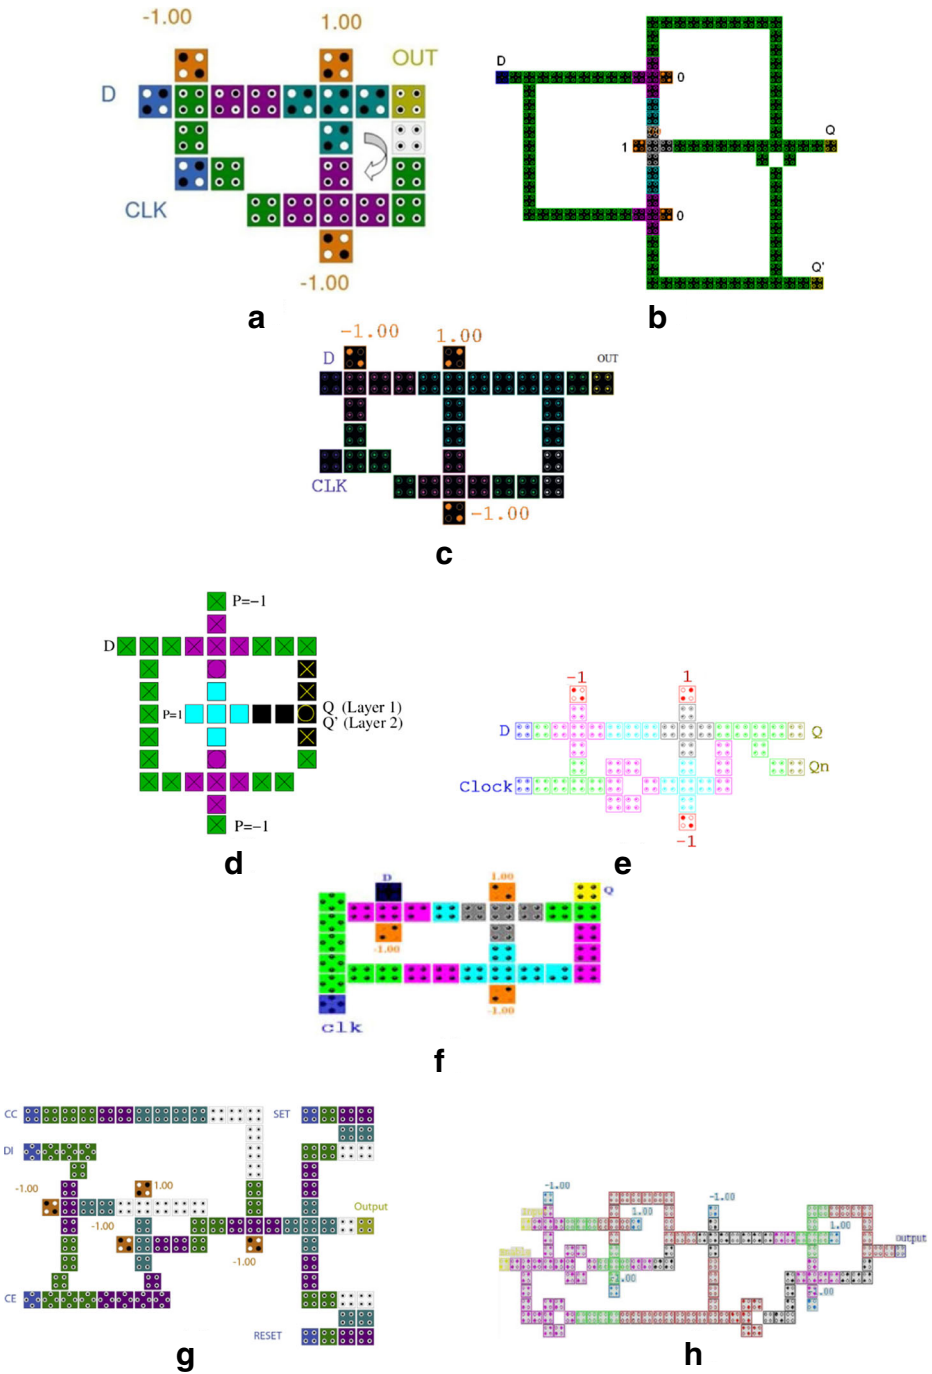 -1.00
1.00
OUT
D
CLK
-1.00
a
D
0
1
Q
0
Q'
b
-1.00
1.00
D
OUT
CLK
-1.00
c
P=-1
D
P=1
Q (Layer 1)
Q' (Layer 2)
P=-1
d
-1
1
D
Q
Qn
Clock
-1
e
D
1.00
Q
-1.00
-1.00
clk
f
CC
SET
DI
-1.00
1.00
-1.00
Output
-1.00
CE
RESET
g
-1.00
-1.00
1.00
1.00
Output
-1.00
.00
h